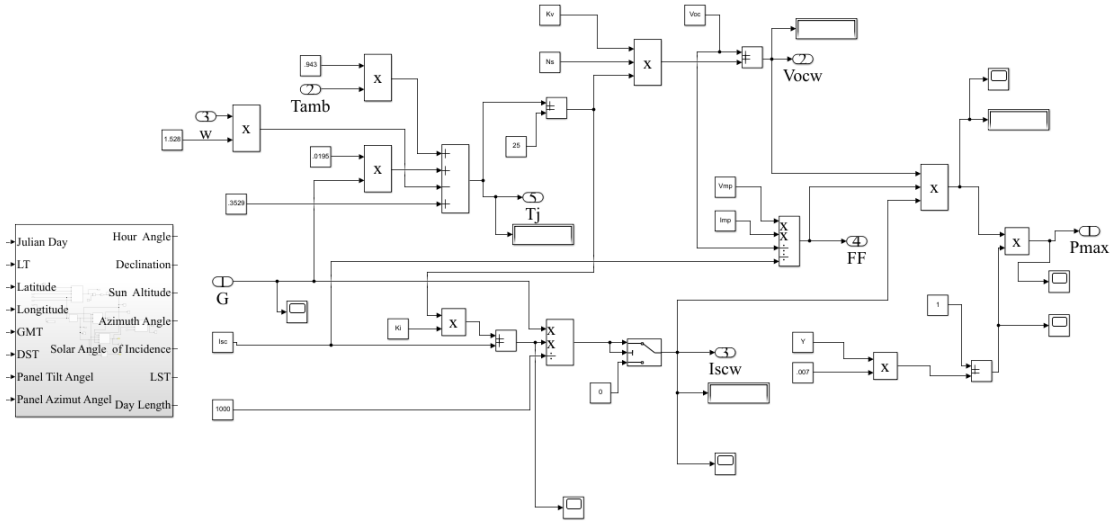 Kv
Voc
Ns
x
2
Vocw
.943
2
Tamb
x
3
w
1.528
x
25
.0195
x
.3529
5
Tj
Vmp
Imp
x
x
÷
÷
4
FF
x
x
1
Pmax
Julian Day
LT
Latitude
Longtitude
GMT
DST
Panel Tilt Angel
Panel Azimut Angel
Hour Angle
Declination
Sun Altitude
Azimuth Angle
Solar Angle of Incidence
LST
Day Length
1
G
Isc
Ki
x
x
x
÷
0
3
Iscw
1000
1
Y
.007
x